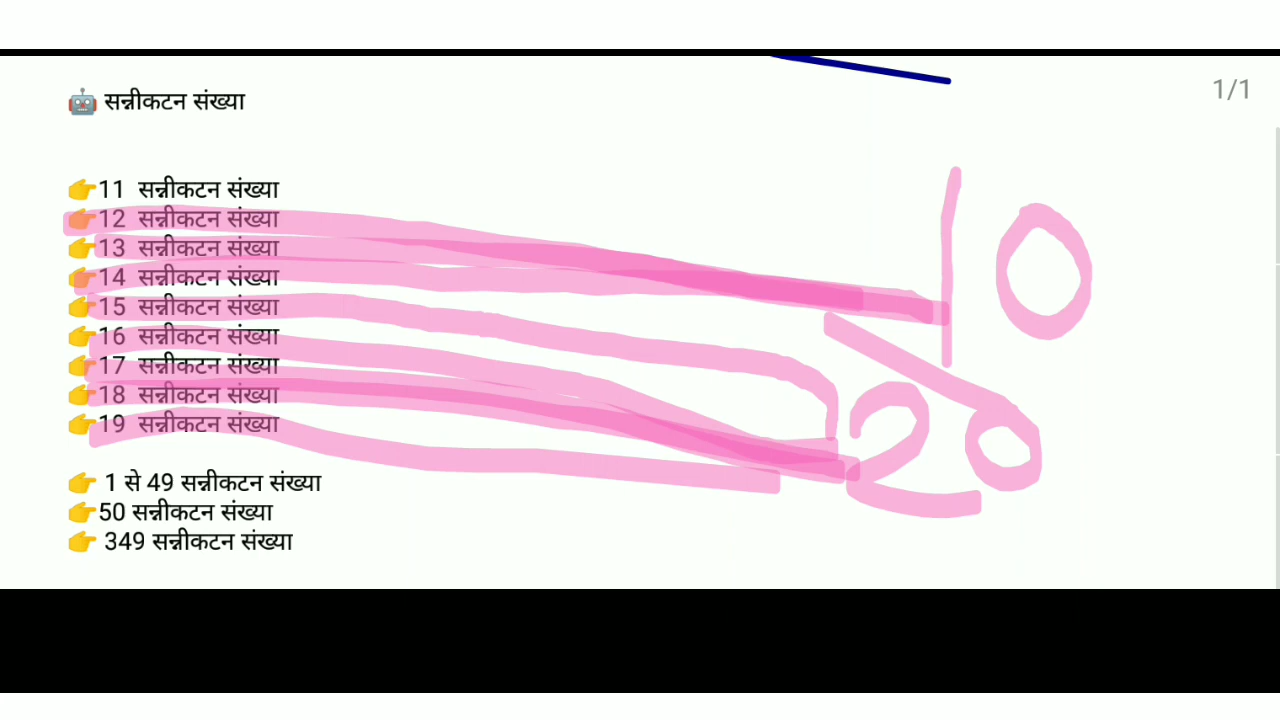 🤖 सन्नीकटन संख्या
1/1
👉11 सन्नीकटन संख्या
👉12 सन्नीकटन संख्या
👉13 सन्नीकटन संख्या
👉14 सन्नीकटन संख्या
👉15 सन्नीकटन संख्या
👉16 सन्नीकटन संख्या
👉17 सन्नीकटन संख्या
👉18 सन्नीकटन संख्या
👉19 सन्नीकटन संख्या
10
20
👉 1 से 49 सन्नीकटन संख्या
👉50 सन्नीकटन संख्या
👉 349 सन्नीकटन संख्या